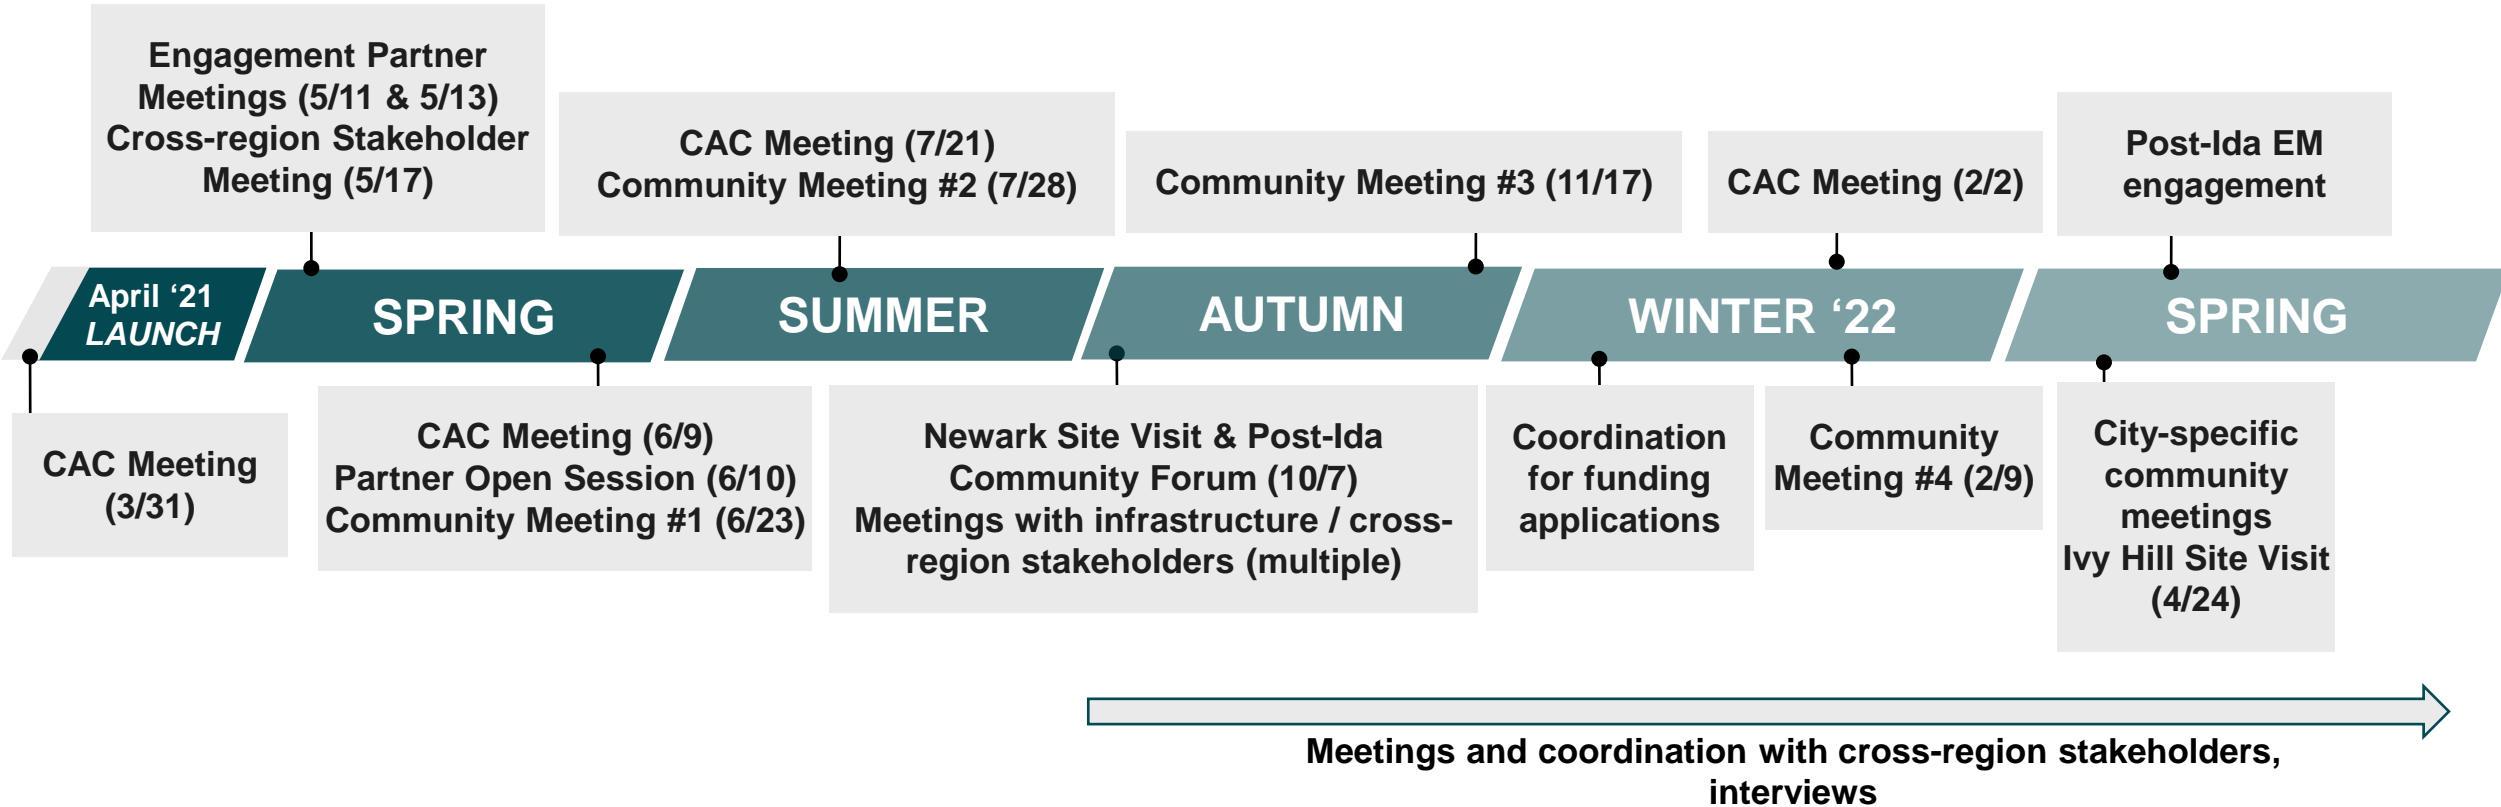 Engagement Partner
Meetings (5/11 & 5/13)
Cross-region Stakeholder
Meeting (5/17)
CAC Meeting (7/21)
Community Meeting #2 (7/28)
Community Meeting #3 (11/17)
CAC Meeting (2/2)
Post-Ida EM
engagement
April ‘21
LAUNCH
SPRING
SUMMER
AUTUMN
WINTER ‘22
SPRING
CAC Meeting
(3/31)
CAC Meeting (6/9)
Partner Open Session (6/10)
Community Meeting #1 (6/23)
Newark Site Visit & Post-Ida
Community Forum (10/7)
Meetings with infrastructure / cross-
region stakeholders (multiple)
Coordination
for funding
applications
Community
Meeting #4 (2/9)
City-specific
community
meetings
Ivy Hill Site Visit
(4/24)
Meetings and coordination with cross-region stakeholders,
interviews